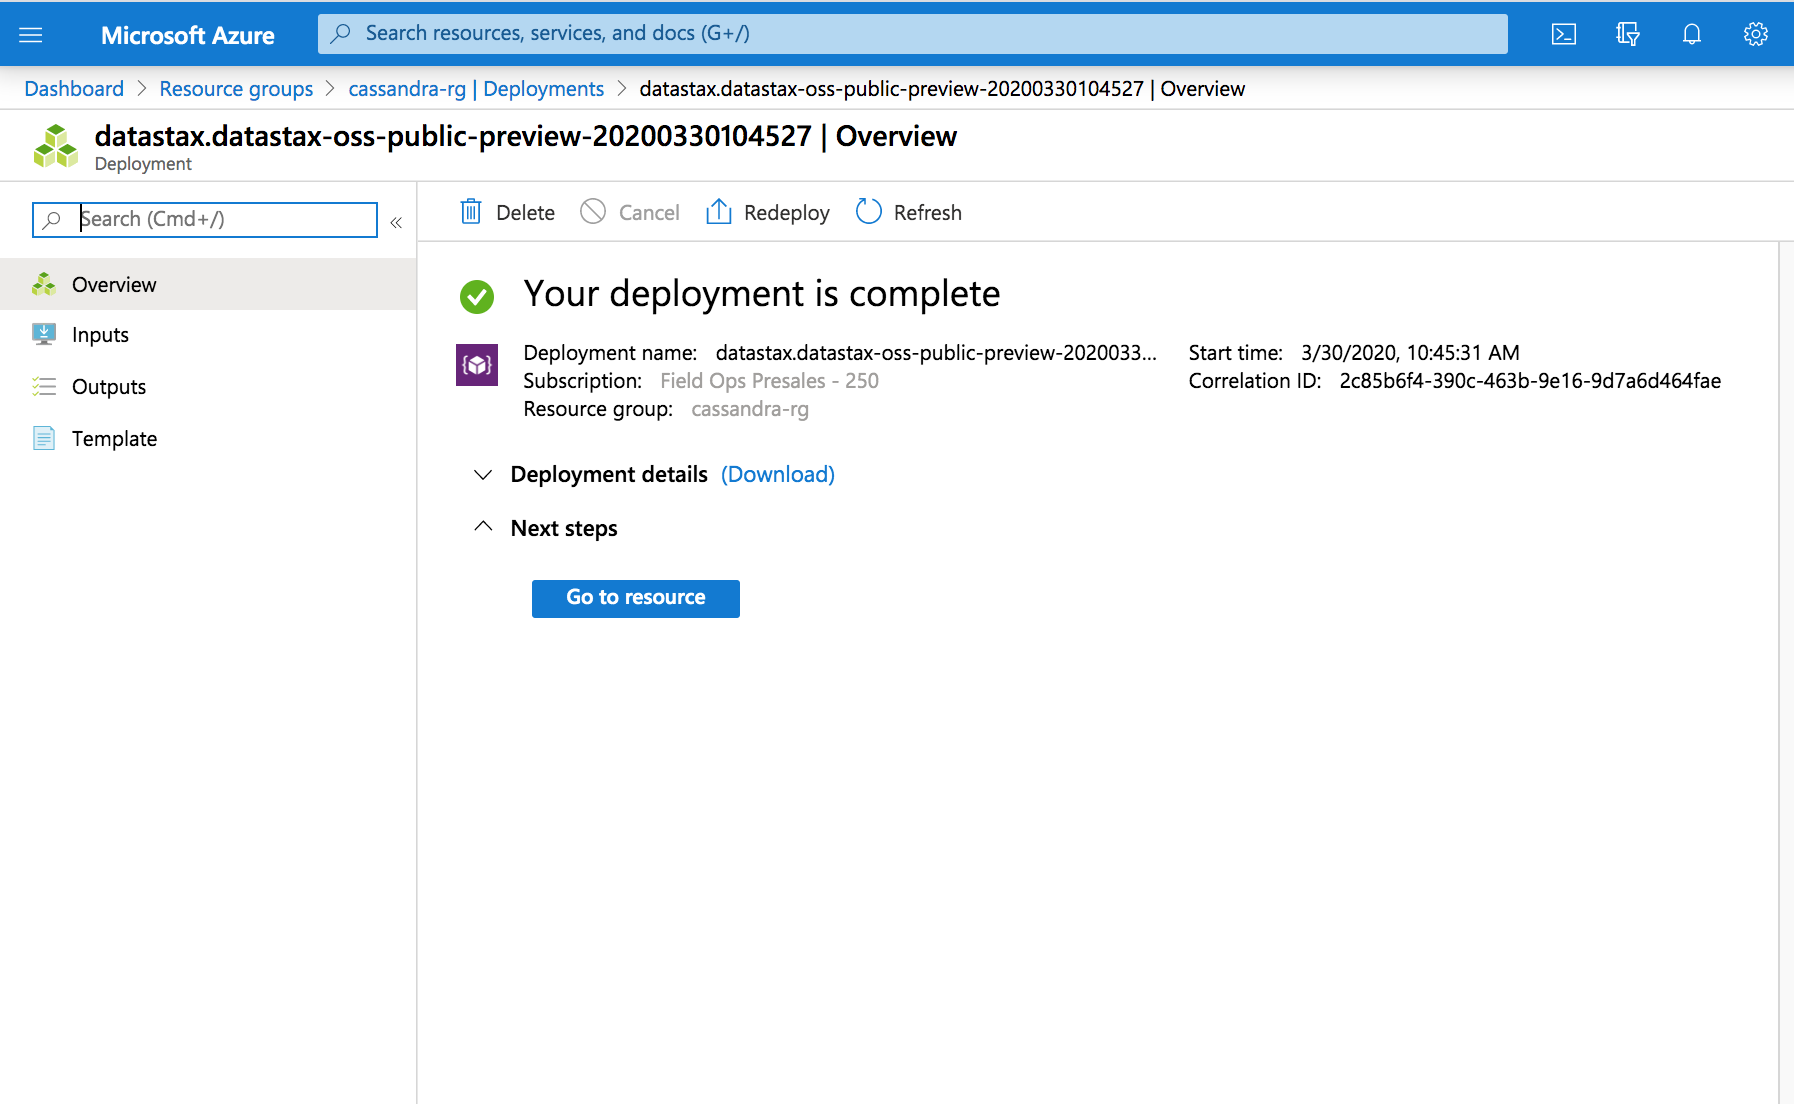 Microsoft Azure
Search resources, services, and docs (G+/)
Dashboard > Resource groups > cassandra-rg | Deployments > datastax.datastax-oss-public-preview-20200330104527 | Overview
datastax.datastax-oss-public-preview-20200330104527 | Overview
Deployment
Search (Cmd+/)
«
Overview
Inputs
Outputs
Template
Delete Cancel Redeploy Refresh
Your deployment is complete
Deployment name: datastax.datastax-oss-public-preview-2020033...
Subscription: Field Ops Presales - 250
Resource group: cassandra-rg
Start time: 3/30/2020, 10:45:31 AM
Correlation ID: 2c85b6f4-390c-463b-9e16-9d7a6d464fae
Deployment details (Download)
Next steps
Go to resource